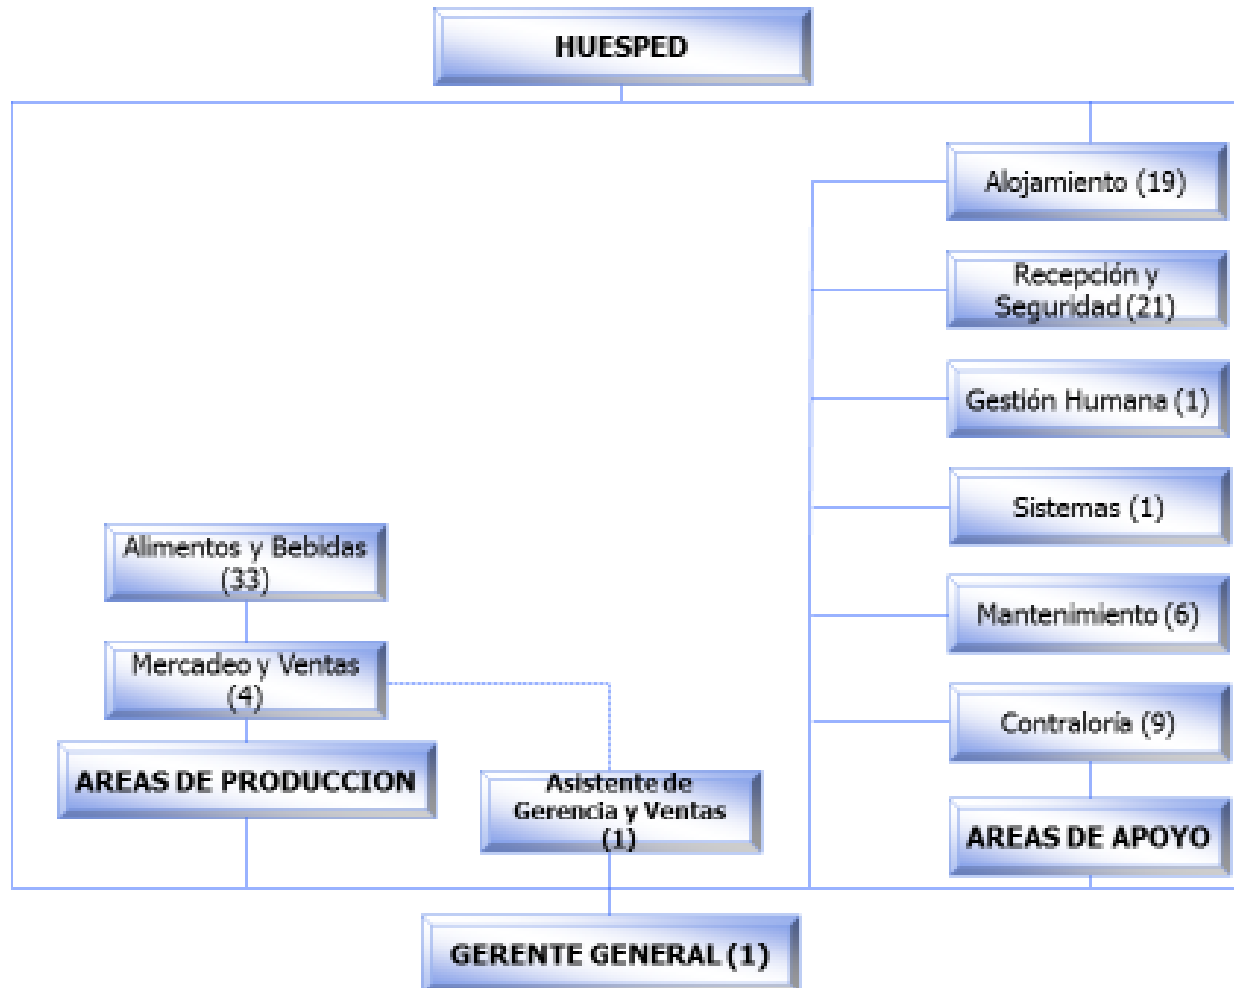 HUESPED
Alojamiento (19)
Recepción y
Seguridad (21)
Gestión Humana (1)
Sistemas (1)
Alimentos y Bebidas
(33)
Mantenimiento (6)
Mercadeo y Ventas
(4)
Contraloría (9)
AREAS DE PRODUCCION
Asistente de
Gerencia y Ventas
(1)
AREAS DE APOYO
GERENTE GENERAL (1)